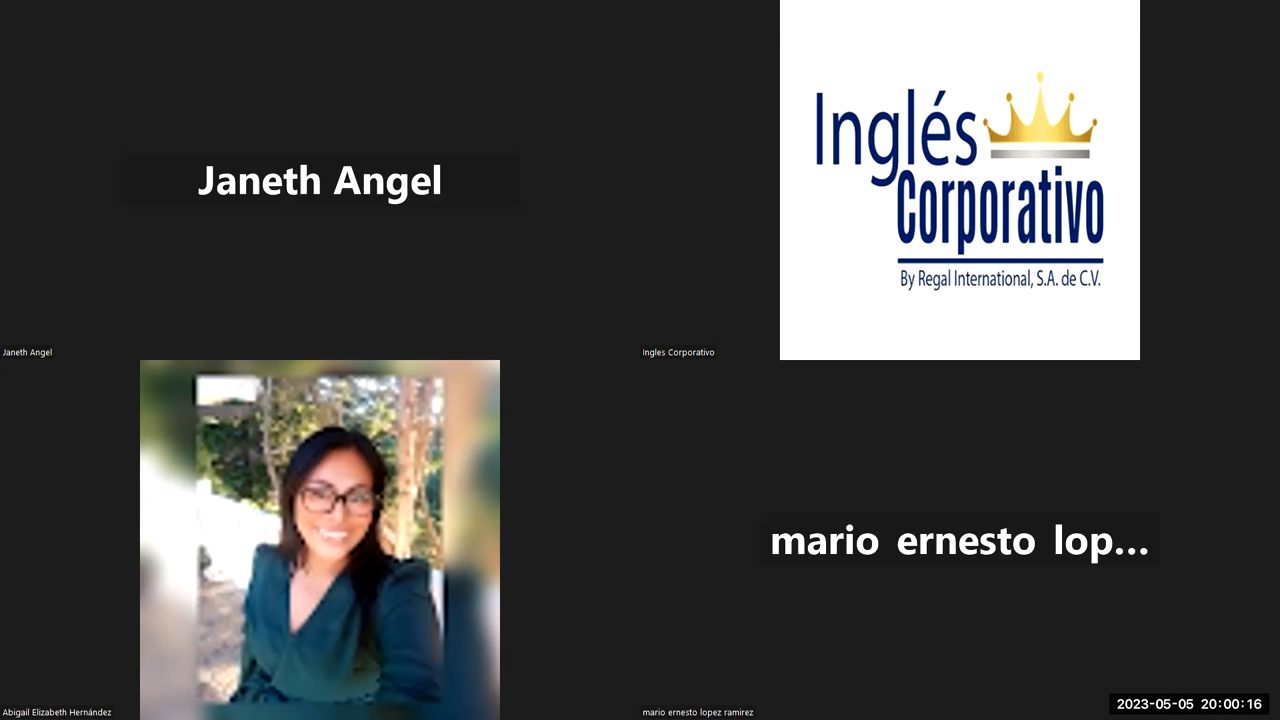 Janeth Angel
Inglés
Corporativo
By Regal International, S.A. de C.V.
Janeth Angel
Ingles Corporativo
mario ernesto lop...
Abigail Elizabeth Hernández
mario ernesto lopez ramirez
2023-05-05 20:00:16